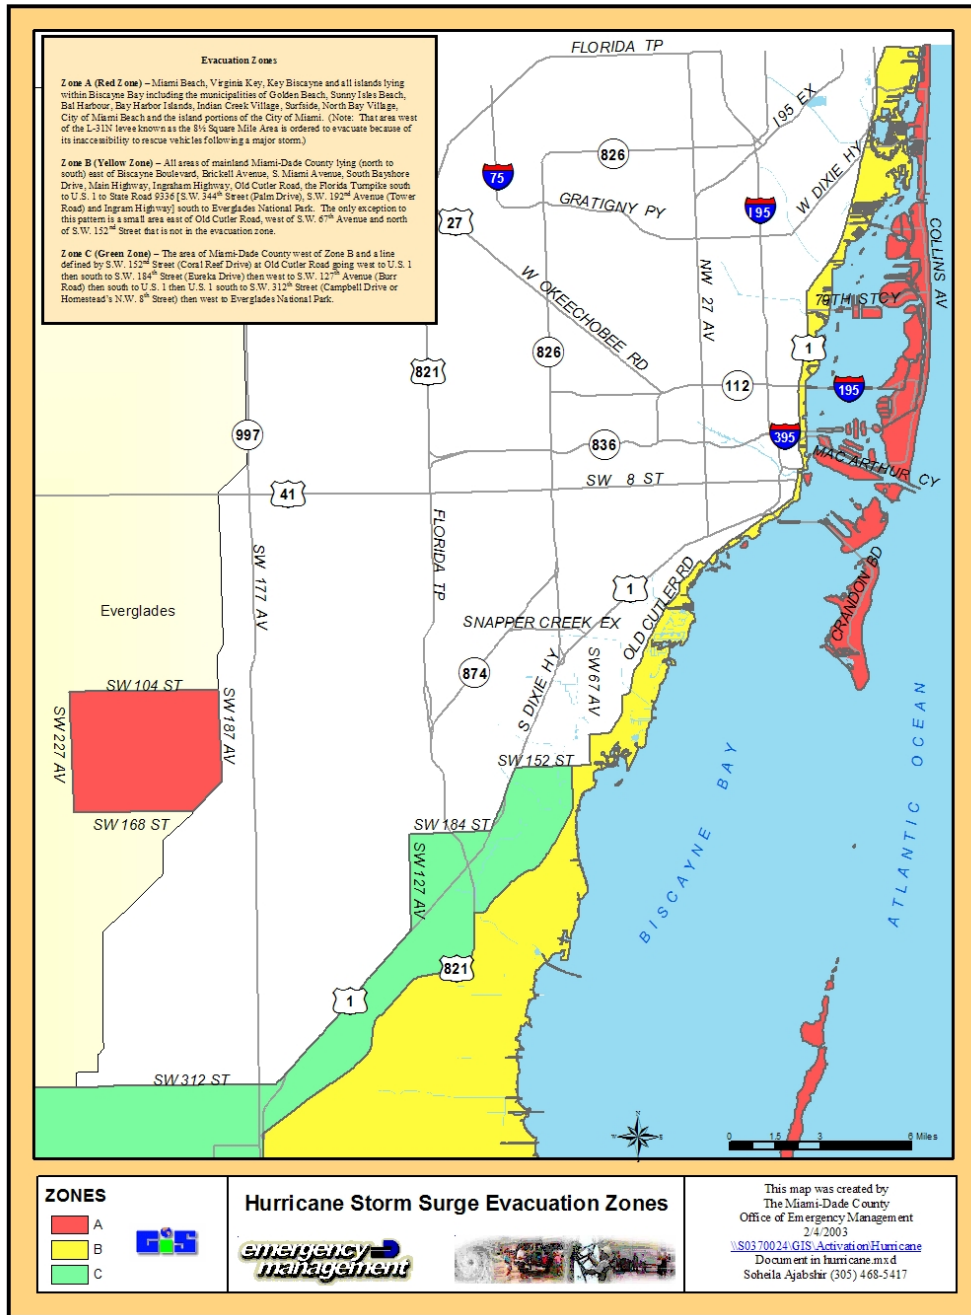 Evacuation Zones
Zone A (Red Zone) – Miami Beach, Virginia Key, Key Biscayne and all islands lying
within Biscayne Bay including the municipalities of Golden Beach, Sunny Isles Beach,
Bal Harbour, Bay Harbor Islands, Indian Creek Village, Surfside, North Bay Village,
City of Miami Beach and the island portions of the City of Miami. (Note: That area west
of the L-31N levee known as the 8½ Square Mile Area is ordered to evacuate because of
its inaccessibility to rescue vehicles following a major storm.)
Zone B (Yellow Zone) – All areas of mainland Miami-Dade County lying (north to
south) east of Biscayne Boulevard, Brickell Avenue, S. Miami Avenue, South Bayshore
Drive, Main Highway, Ingraham Highway, Old Cutler Road, the Florida Turnpike south
to U.S. 1 to State Road 9336 [S.W. 344th Street (Palm Drive), S.W. 192nd Avenue (Tower
Road) and Ingram Highway] south to Everglades National Park. The only exception to
this pattern is a small area east of Old Cutler Road, west of S.W. 67th Avenue and north
of S.W. 152nd Street that is not in the evacuation zone.
Zone C (Green Zone) – The area of Miami-Dade County west of Zone B and a line
defined by S.W. 152nd Street (Coral Reef Drive) at Old Cutler Road going west to U.S. 1
then south to S.W. 184th Street (Eureka Drive) then west to S.W. 127th Avenue (Burr
Road) then south to U.S. 1 then U.S. 1 south to S.W. 312th Street (Campbell Drive or
Homestead's N.W. 8th Street) then west to Everglades National Park.
FLORIDA TP
I 95 EX
826
75
W DIXIE HY
GRATIGNY PY
I 95
27
COLLINS AV
NW 27 AV
W OKEECHOBEE RD
79TH STCY
1
826
821
112
195
997
836
395
MAC ARTHUR CY
SW 8 ST
41
FLORIDA TP
SW 177 AV
OLD CUTLER RD
CRANDON BD
1
Everglades
SNAPPER CREEK EX
874
S DIXIE HY
SW 67 AV
SW 104 ST
SW 187 AV
SW 227 AV
SW 152 ST
BISCAYNE BAY
ATLANTIC OCEAN
SW 168 ST
SW 184 ST
SW 127 AV
821
1
SW 312 ST
N
0 1.5 3 6 Miles
ZONES
A
B
C
GIS
Hurricane Storm Surge Evacuation Zones
emergency
management
This map was created by
The Miami-Dade County
Office of Emergency Management
2/4/2003
\\S0370024\GIS\Activation\Hurricane
Document in hurricane.mxd
Soheila Ajabshir (305) 468-5417